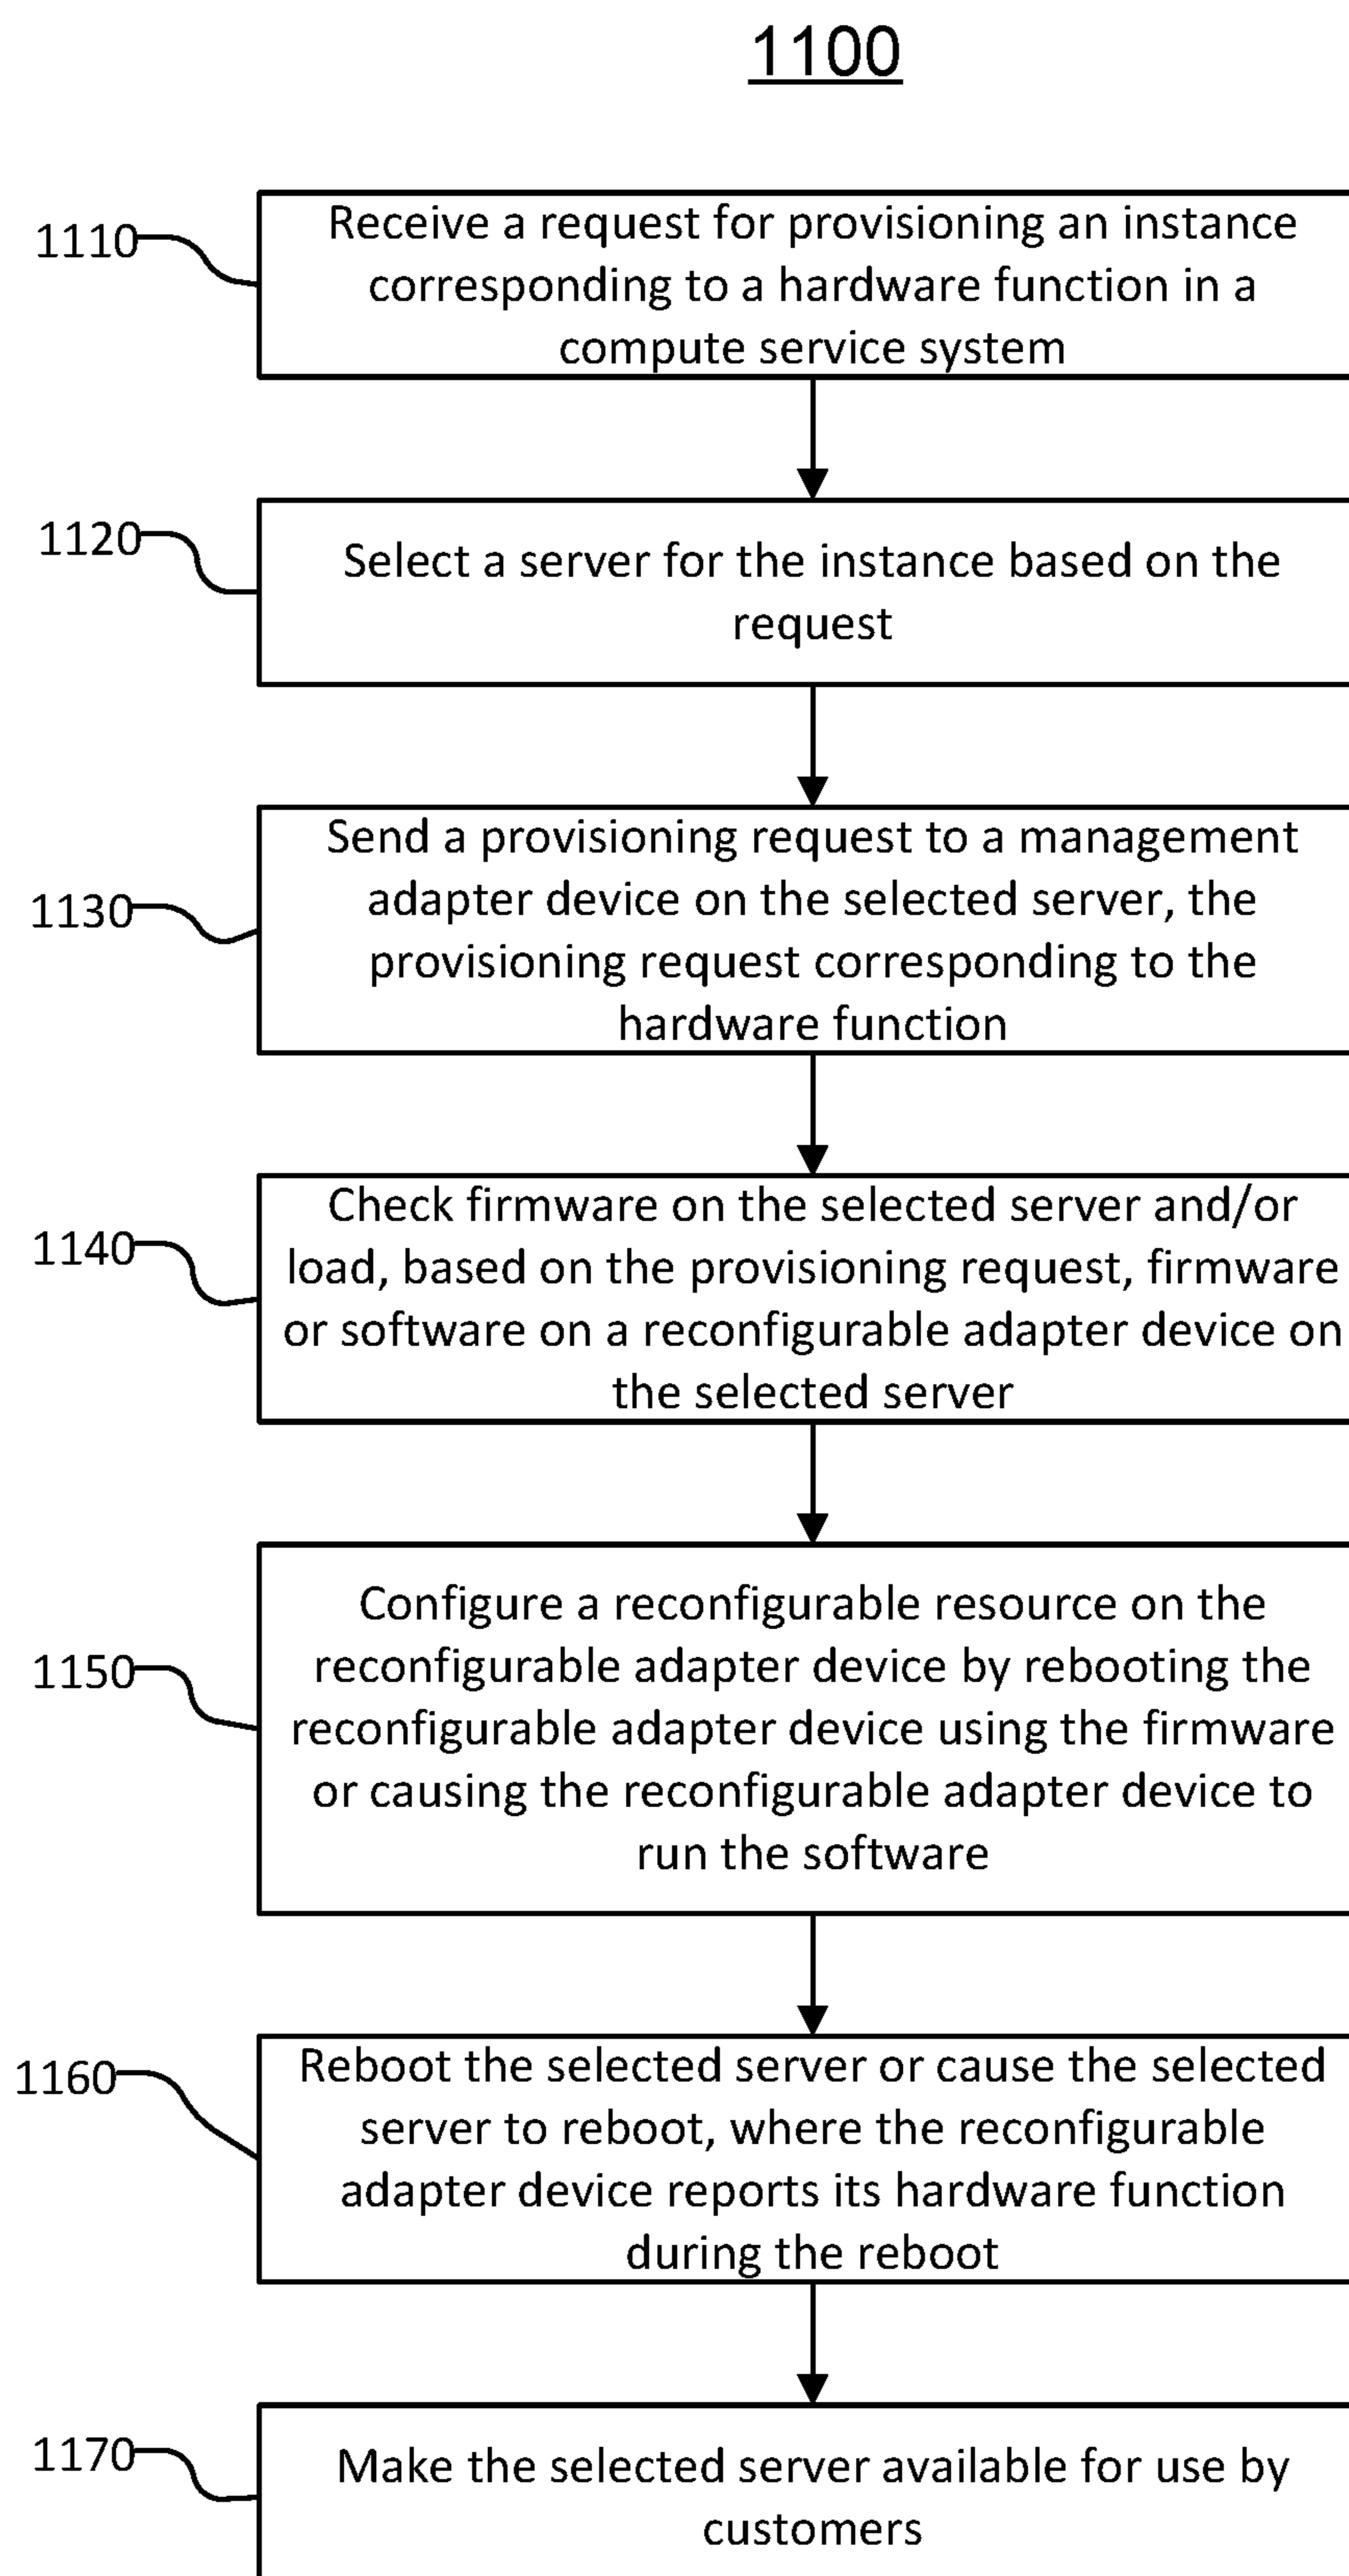 1100
1110
Receive a request for provisioning an instance
corresponding to a hardware function in a
compute service system
1120
Select a server for the instance based on the
request
1130
Send a provisioning request to a management
adapter device on the selected server, the
provisioning request corresponding to the
hardware function
1140
Check firmware on the selected server and/or
load, based on the provisioning request, firmware
or software on a reconfigurable adapter device on
the selected server
1150
Configure a reconfigurable resource on the
reconfigurable adapter device by rebooting the
reconfigurable adapter device using the firmware
or causing the reconfigurable adapter device to
run the software
1160
Reboot the selected server or cause the selected
server to reboot, where the reconfigurable
adapter device reports its hardware function
during the reboot
1170
Make the selected server available for use by
customers